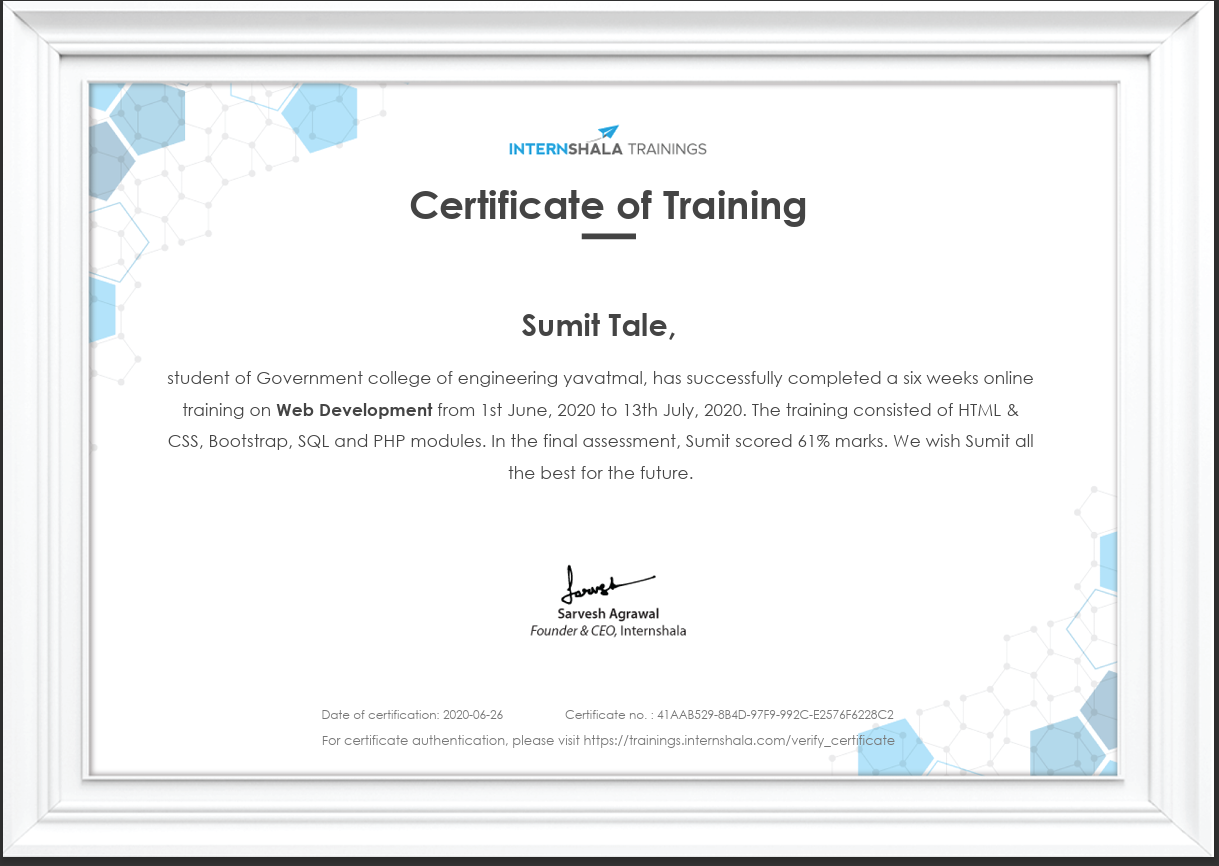 INTERNSHALA TRAININGS
Certificate of Training
Sumit Tale,
student of Government college of engineering yavatmal, has successfully completed a six weeks online
training on Web Development from 1st June, 2020 to 13th July, 2020. The training consisted of HTML &
CSS, Bootstrap, SQL and PHP modules. In the final assessment, Sumit scored 61% marks. We wish Sumit all
the best for the future.
Sarvesh
Sarvesh Agrawal
Founder & CEO, Internshala
Date of certification: 2020-06-26 Certificate no. : 41AAB529-8B4D-97F9-992C-E2576F6228C2
For certificate authentication, please visit https://trainings.internshala.com/verify_certificate